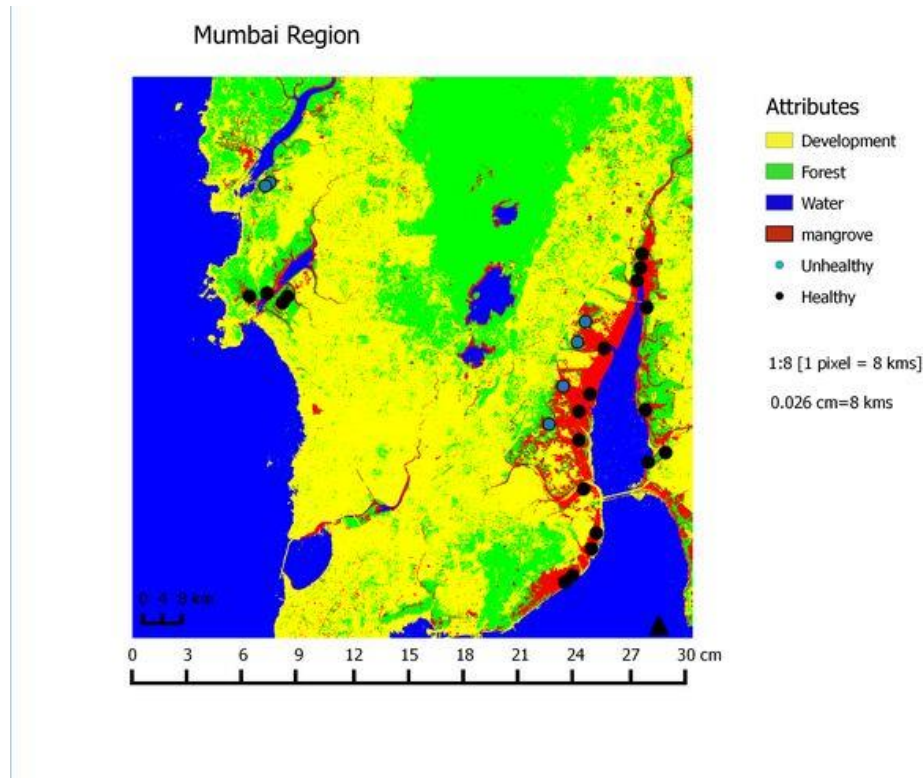 Mumbai Region
Attributes
Development
Forest
Water
mangrove
Unhealthy
Healthy
1:8 [1 pixel = 8 kms]
0.026 cm=8 kms
0 4 8 km
0 3 6 9 12 15 18 21 24 27 30 cm